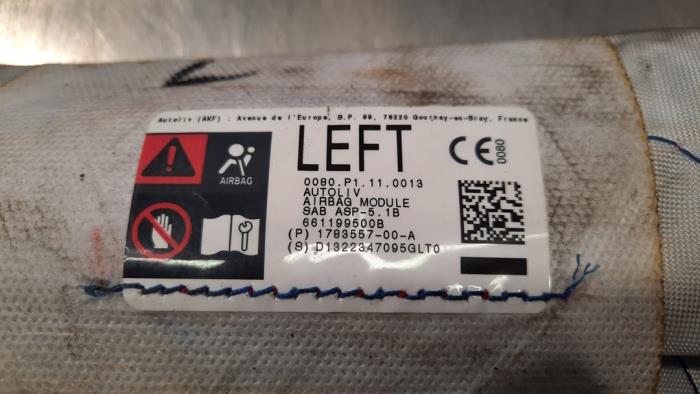 Autoliv (AKF) : Avenue de l'Europe, B.P. 98, 76220 Gournay-en-Bray, France
LEFT
CE 0080
AIRBAG
0080.P1.11.0013
AUTOLIV
AIRBAG MODULE
SAB ASP-5.1B
661199500B
(P) 1783557-00-A
(S) D1322347095GLT0